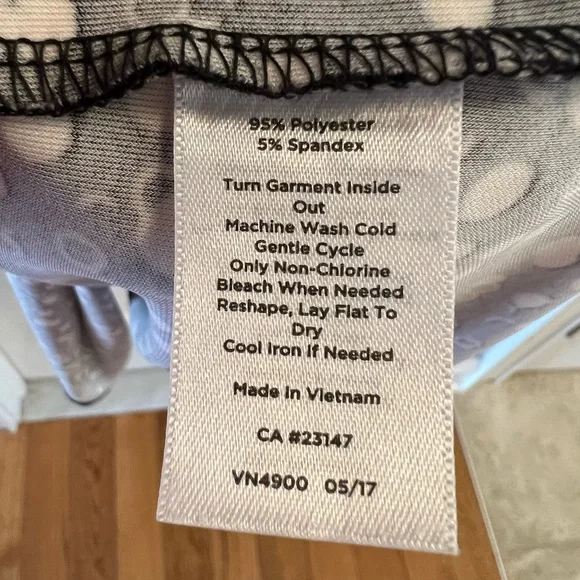 95% Polyester
5% Spandex
Turn Garment Inside
Out
Machine Wash Cold
Gentle Cycle
Only Non-Chlorine
Bleach When Needed
Reshape, Lay Flat To
Dry
Cool Iron If Needed
Made In Vietnam
CA #23147
VN4900 05/17